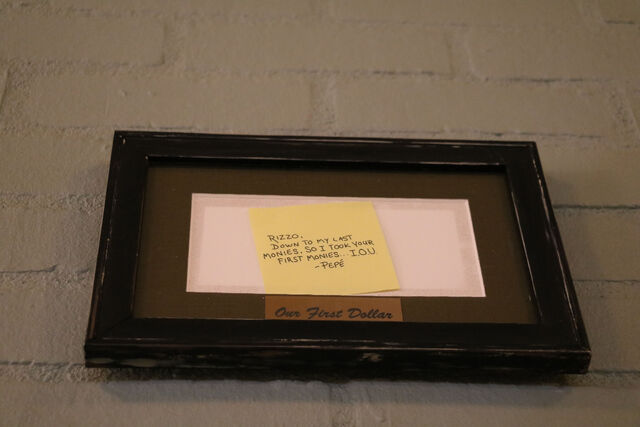 RIZZO.
DOWN TO MY LAST
MONIES, SO I TOOK YOUR
FIRST MONIES... I.O.U.
-PEPÉ
Our First Dollar